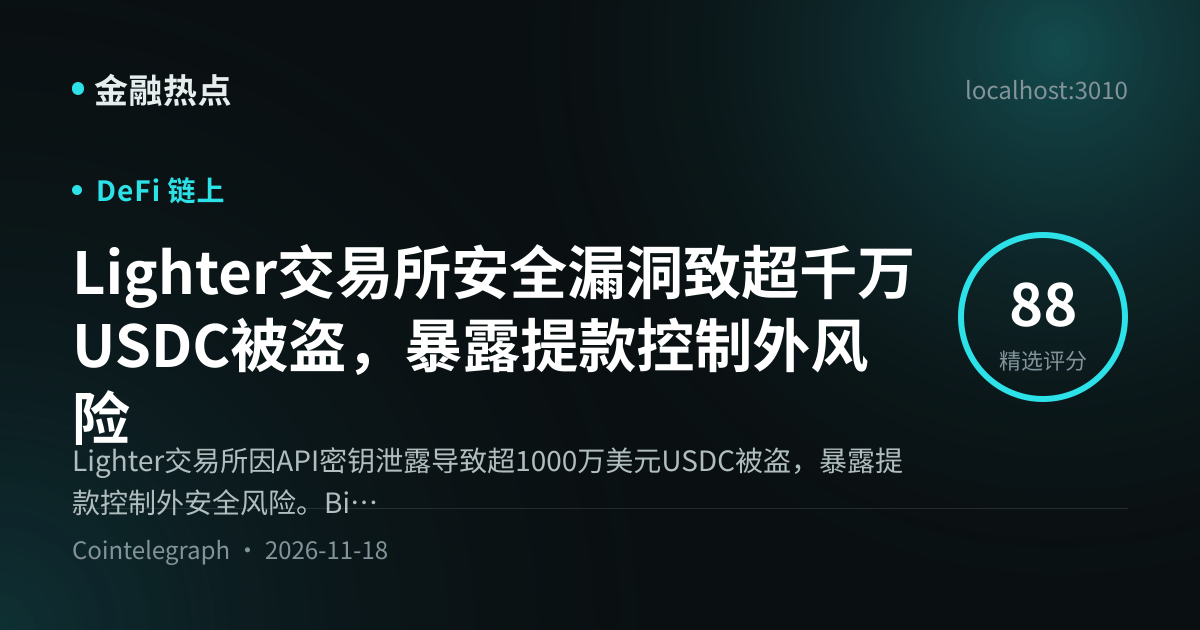 金融热点
localhost:3010
DeFi 链上
Lighter交易所安全漏洞致超千万
USDC被盗，暴露提款控制外风
险
88
精选评分
Lighter交易所因API密钥泄露导致超1000万美元USDC被盗，暴露提
款控制外安全风险。Bi…
Cointelegraph · 2026-11-18